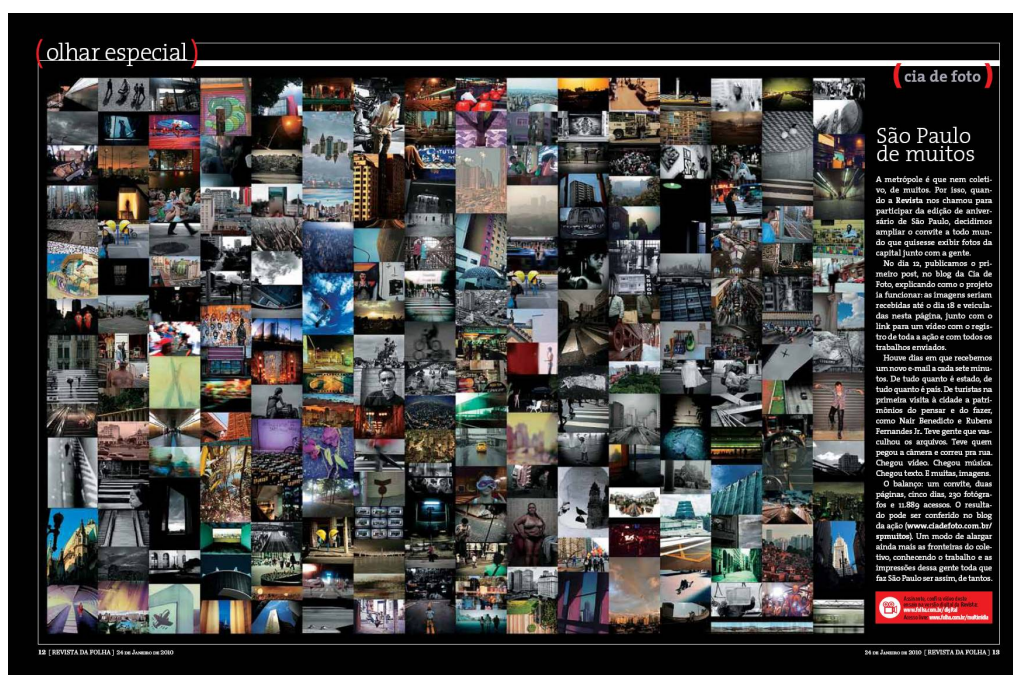 (olhar especial)
(cia de foto)
São Paulo
de muitos
A metrópole é que nem coleti-
vo, de muitos. Por isso, quan-
do a Revista nos chamou para
participar da edição de aniver-
sário de São Paulo, decidimos
ampliar o convite a todo mun-
do que quisesse exibir fotos da
capital junto com a gente.
No dia 12, publicamos o pri-
meiro post, no blog da Cia de
Foto, explicando como o projeto
ia funcionar: as imagens seriam
recebidas até o dia 18 e veicula-
das nesta página, junto com o
link para um vídeo com o regis-
tro de toda a ação e com todos os
trabalhos enviados.
Houve dias em que recebemos
um novo e-mail a cada sete minu-
tos. De tudo quanto é estado, de
tudo quanto é país. De turistas na
primeira visita à cidade a patri-
mônios do pensar e do fazer,
como Nair Benedicto e Rubens
Fernandes Jr.. Teve gente que vas-
culhou os arquivos. Teve quem
pegou a câmera e correu pra rua.
Chegou vídeo. Chegou música.
Chegou texto. E muitas, imagens.
O balanço: um convite, duas
páginas, cinco dias, 230 fotógra-
fos e 11.889 acessos. O resulta-
do pode ser conferido no blog
da ação (www.ciadefoto.com.br/
spmuitos). Um modo de alargar
ainda mais as fronteiras do cole-
tivo, conhecendo o trabalho e as
impressões dessa gente toda que
faz São Paulo ser assim, de tantos.
www.folha.com.br/digital
www.folha.com.br/multimidia
12 [ REVISTA DA FOLHA ] 24 DE JANEIRO DE 2010
24 DE JANEIRO DE 2010 [ REVISTA DA FOLHA ] 13